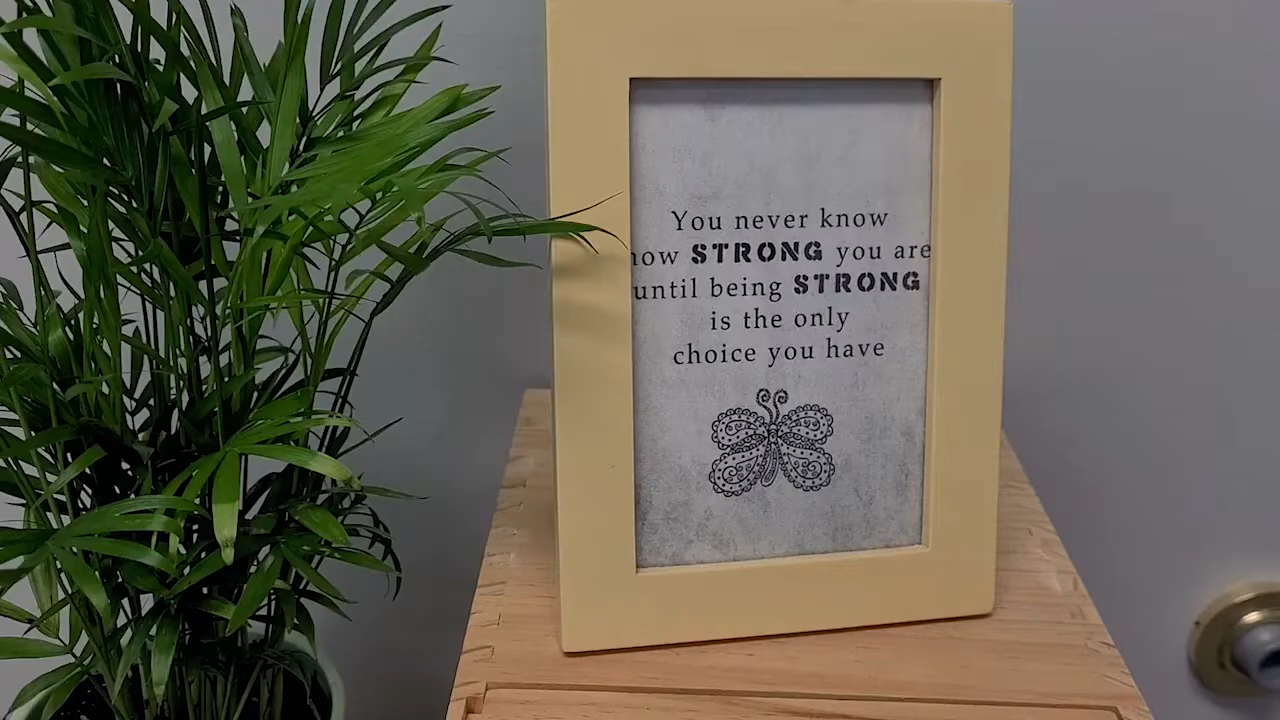 You never know
how STRONG you are
until being STRONG
is the only
choice you have